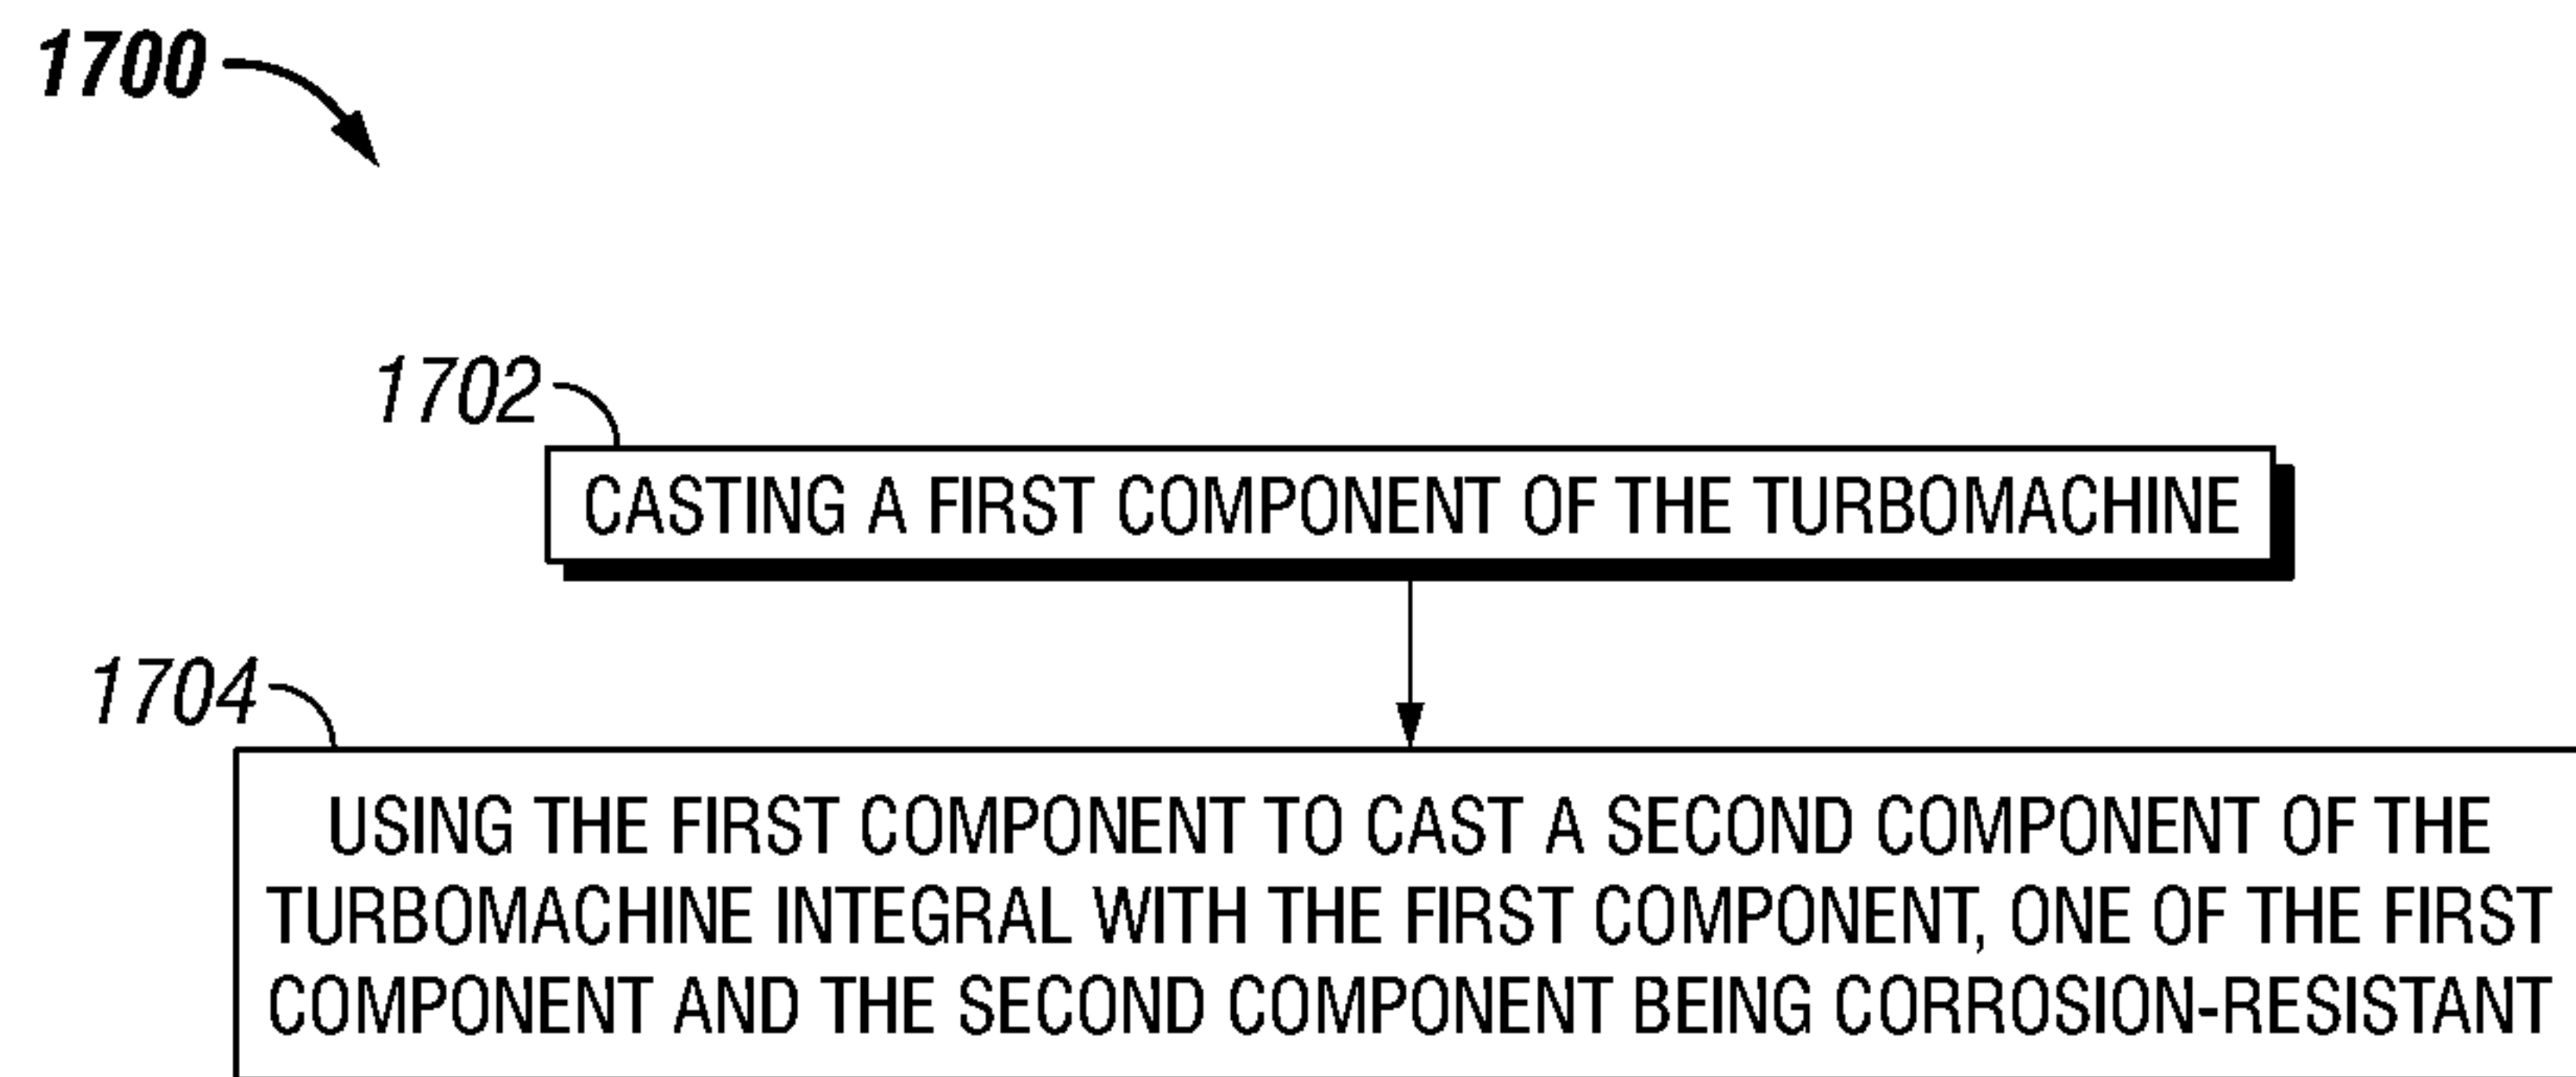 1700
1702
CASTING A FIRST COMPONENT OF THE TURBOMACHINE
1704
USING THE FIRST COMPONENT TO CAST A SECOND COMPONENT OF THE
TURBOMACHINE INTEGRAL WITH THE FIRST COMPONENT, ONE OF THE FIRST
COMPONENT AND THE SECOND COMPONENT BEING CORROSION-RESISTANT